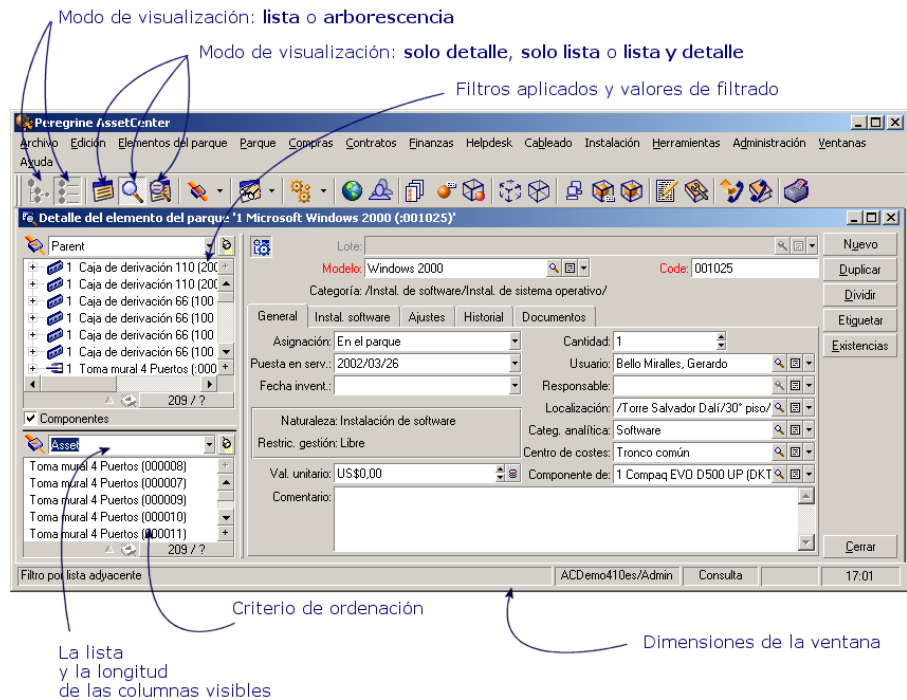 Modo de visualización: lista o arborescencia
Modo de visualización: solo detalle, solo lista o lista y detalle
Filtros aplicados y valores de filtrado
Peregrine AssetCenter
Archivo Edición Elementos del parque Parque Compras Contratos Finanzas Helpdesk Cableado Instalación Herramientas Administración Ventanas
Ayuda
Detalle del elemento del parque '1 Microsoft Windows 2000 (;001025)'
Parent
1 Caja de derivación 110 (200
1 Caja de derivación 110 (200
1 Caja de derivación 66 (100
1 Caja de derivación 66 (100
1 Caja de derivación 66 (100
1 Caja de derivación 66 (100
1 Toma mural 4 Puertos (;000
209 / ?
Componentes
Asset
Toma mural 4 Puertos (000008)
Toma mural 4 Puertos (000007)
Toma mural 4 Puertos (000009)
Toma mural 4 Puertos (000010)
Toma mural 4 Puertos (000011)
209 / ?
Lote:
Modelo: Windows 2000
Code: 001025
Categoría: /Instal. de software/Instal. de sistema operativo/
General Instal. software Ajustes Historial Documentos
Asignación: En el parque
Cantidad: 1
Puesta en serv.: 2002/03/26
Usuario: Bello Miralles, Gerardo
Fecha invent.:
Responsable:
Localización: /Torre Salvador Dalí/30° piso/
Naturaleza: Instalación de software
Categ. analítica: Software
Restric. gestión: Libre
Centro de costes: Tronco común
Val. unitario: US$0,00
Componente de: 1 Compaq EVO D500 UP (DKT
Comentario:
Nuevo
Duplicar
Dividir
Etiquetar
Existencias
Cerrar
Filtro por lista adyacente
ACDemo410es/Admin
Consulta
17:01
Criterio de ordenación
Dimensiones de la ventana
La lista
y la longitud
de las columnas visibles